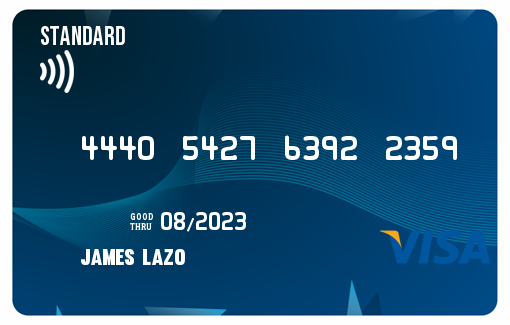 STANDARD
4440 5427 6392 2359
GOOD THRU 08/2023
JAMES LAZO
VISA